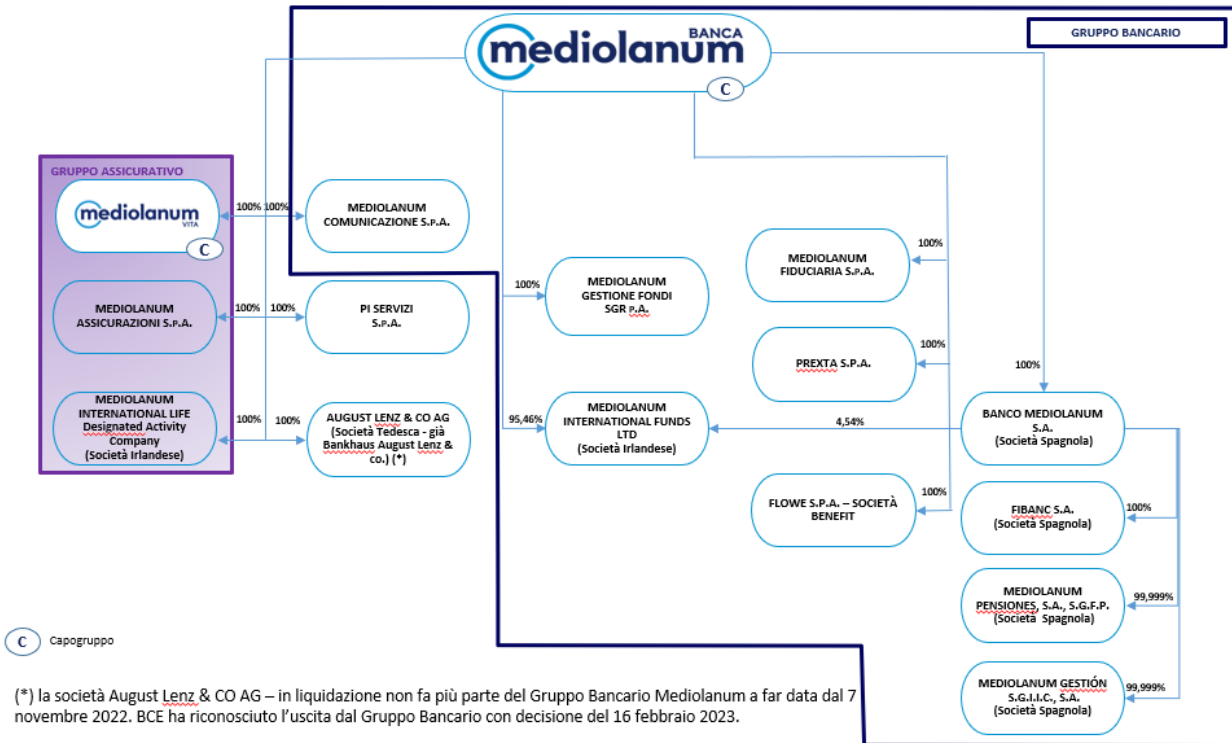 BANCA
mediolanum
C
GRUPPO BANCARIO
GRUPPO ASSICURATIVO
mediolanum
VITA
C
100%
100%
MEDIOLANUM
COMUNICAZIONE S.P.A.
MEDIOLANUM
ASSICURAZIONI S.P.A.
100%
100%
PI SERVIZI
S.P.A.
MEDIOLANUM
INTERNATIONAL LIFE
Designated Activity
Company
(Società Irlandese)
100%
100%
AUGUST LENZ & CO AG
(Società Tedesca - già
Bankhaus August Lenz &
co.) (*)
100%
MEDIOLANUM
GESTIONE FONDI
SGR P.A.
95,46%
MEDIOLANUM
INTERNATIONAL FUNDS
LTD
(Società Irlandese)
4,54%
MEDIOLANUM
FIDUCIARIA S.P.A.
100%
PREXTA S.P.A.
100%
FLOWE S.P.A. – SOCIETÀ
BENEFIT
100%
100%
BANCO MEDIOLANUM
S.A.
(Società Spagnola)
FIBANC S.A.
(Società Spagnola)
100%
MEDIOLANUM
PENSIONES, S.A., S.G.F.P.
(Società Spagnola)
99,999%
MEDIOLANUM GESTIÓN
S.G.I.I.C., S.A.
(Società Spagnola)
99,999%
C Capogruppo
(*) la società August Lenz & CO AG – in liquidazione non fa più parte del Gruppo Bancario Mediolanum a far data dal 7
novembre 2022. BCE ha riconosciuto l'uscita dal Gruppo Bancario con decisione del 16 febbraio 2023.